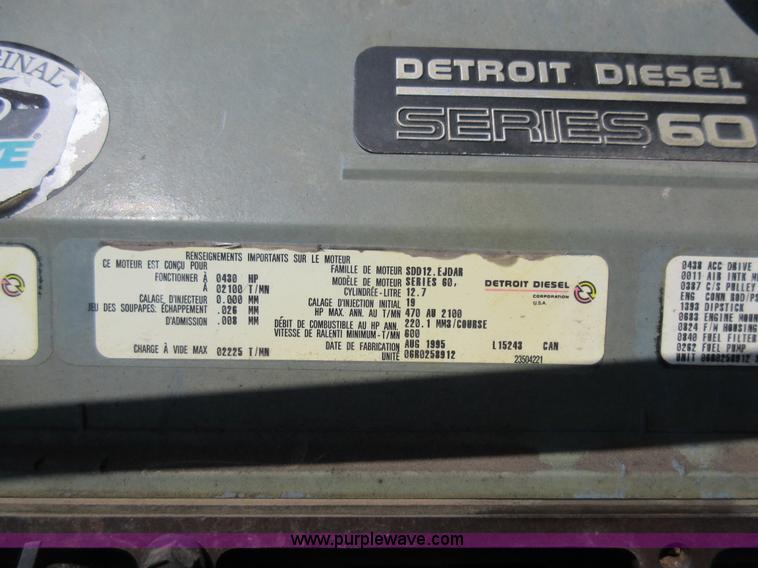 GINAL
DETROIT DIESEL
SERIES 60
RENSEIGNEMENTS IMPORTANTS SUR LE MOTEUR
CE MOTEUR EST CONÇU POUR
FONCTIONNER À 0430 HP
À 02100 T/MN
CALAGE, D'INJECTEUR 0.000 MM
JEU DES SOUPAPES: ÉCHAPPEMENT .026 MM
D'ADMISSION .008 MM
CHARGE À VIDE MAX 02225 T/MN
FAMILLE DE MOTEUR SDD12.EJDAR
MODÈLE DE MOTEUR SERIES 60,
CYLINDRÉE-LITRE 12.7
CALAGE D'INJECTION INITIAL 19
HP MAX. ANN. AU T/MN 470 AU 2100
DÉBIT DE COMBUSTIBLE AU HP ANN. 220.1 MM3/COURSE
VITESSE DE RALENTI MINIMUM-T/MN 600
DATE DE FABRICATION AUG 1995 L15243 CAN
UNITÉ 06R0258912 23504221
DETROIT DIESEL
CORPORATION
U.S.A.
0438 ACC DRIVE
0011 AIR INTK M
0387 C/S PULLEY
ENG CONN ROD/PS
1393 DIPSTICK
0683 ENGINE MOUN
0824 F/W HOUSING
0840 FUEL FILTER
0262 FUEL PUMP
UNIT 06R0258912
www.purplewave.com